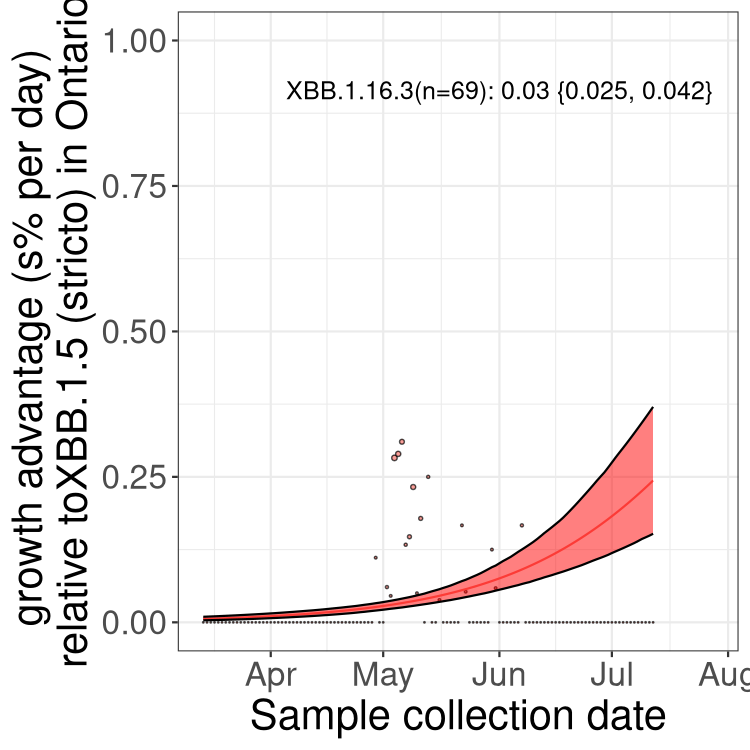 growth advantage (s% per day)
relative toXBB.1.5 (stricto) in Ontario
1.00
0.75
0.50
0.25
0.00
XBB.1.16.3(n=69): 0.03 {0.025, 0.042}
Apr May Jun Jul Aug
Sample collection date